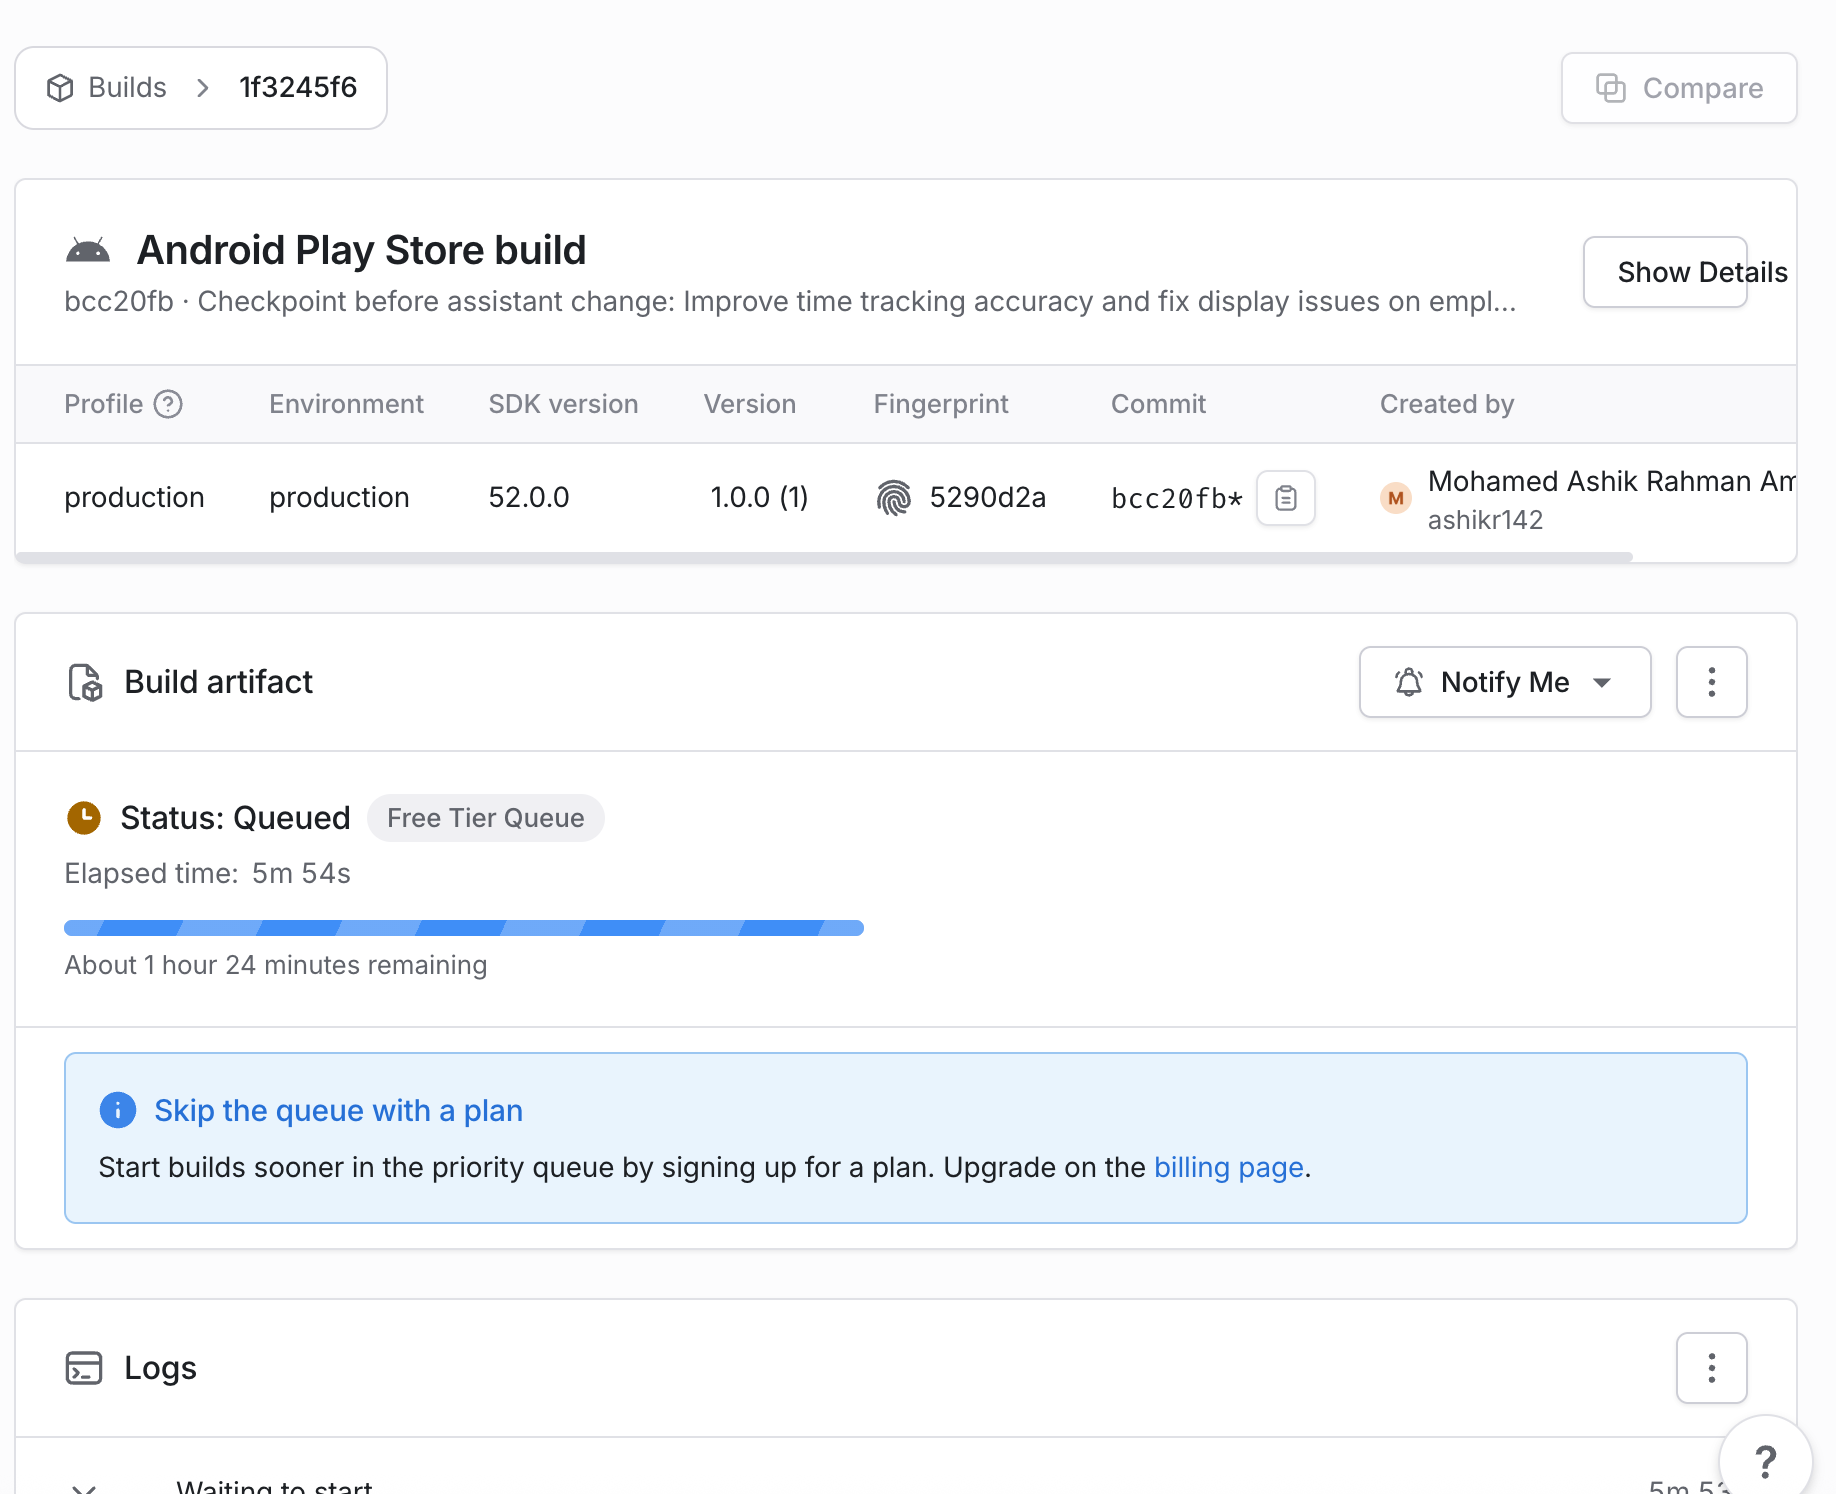 Builds > 1f3245f6
Compare
Android Play Store build
bcc20fb · Checkpoint before assistant change: Improve time tracking accuracy and fix display issues on empl...
Show Details
Profile Environment SDK version Version Fingerprint Commit Created by
production production 52.0.0 1.0.0 (1) 5290d2a bcc20fb* M Mohamed Ashik Rahman Am
ashikr142
Build artifact
Notify Me
Status: Queued Free Tier Queue
Elapsed time: 5m 54s
About 1 hour 24 minutes remaining
Skip the queue with a plan
Start builds sooner in the priority queue by signing up for a plan. Upgrade on the billing page.
Logs
Waiting to start 5m
?